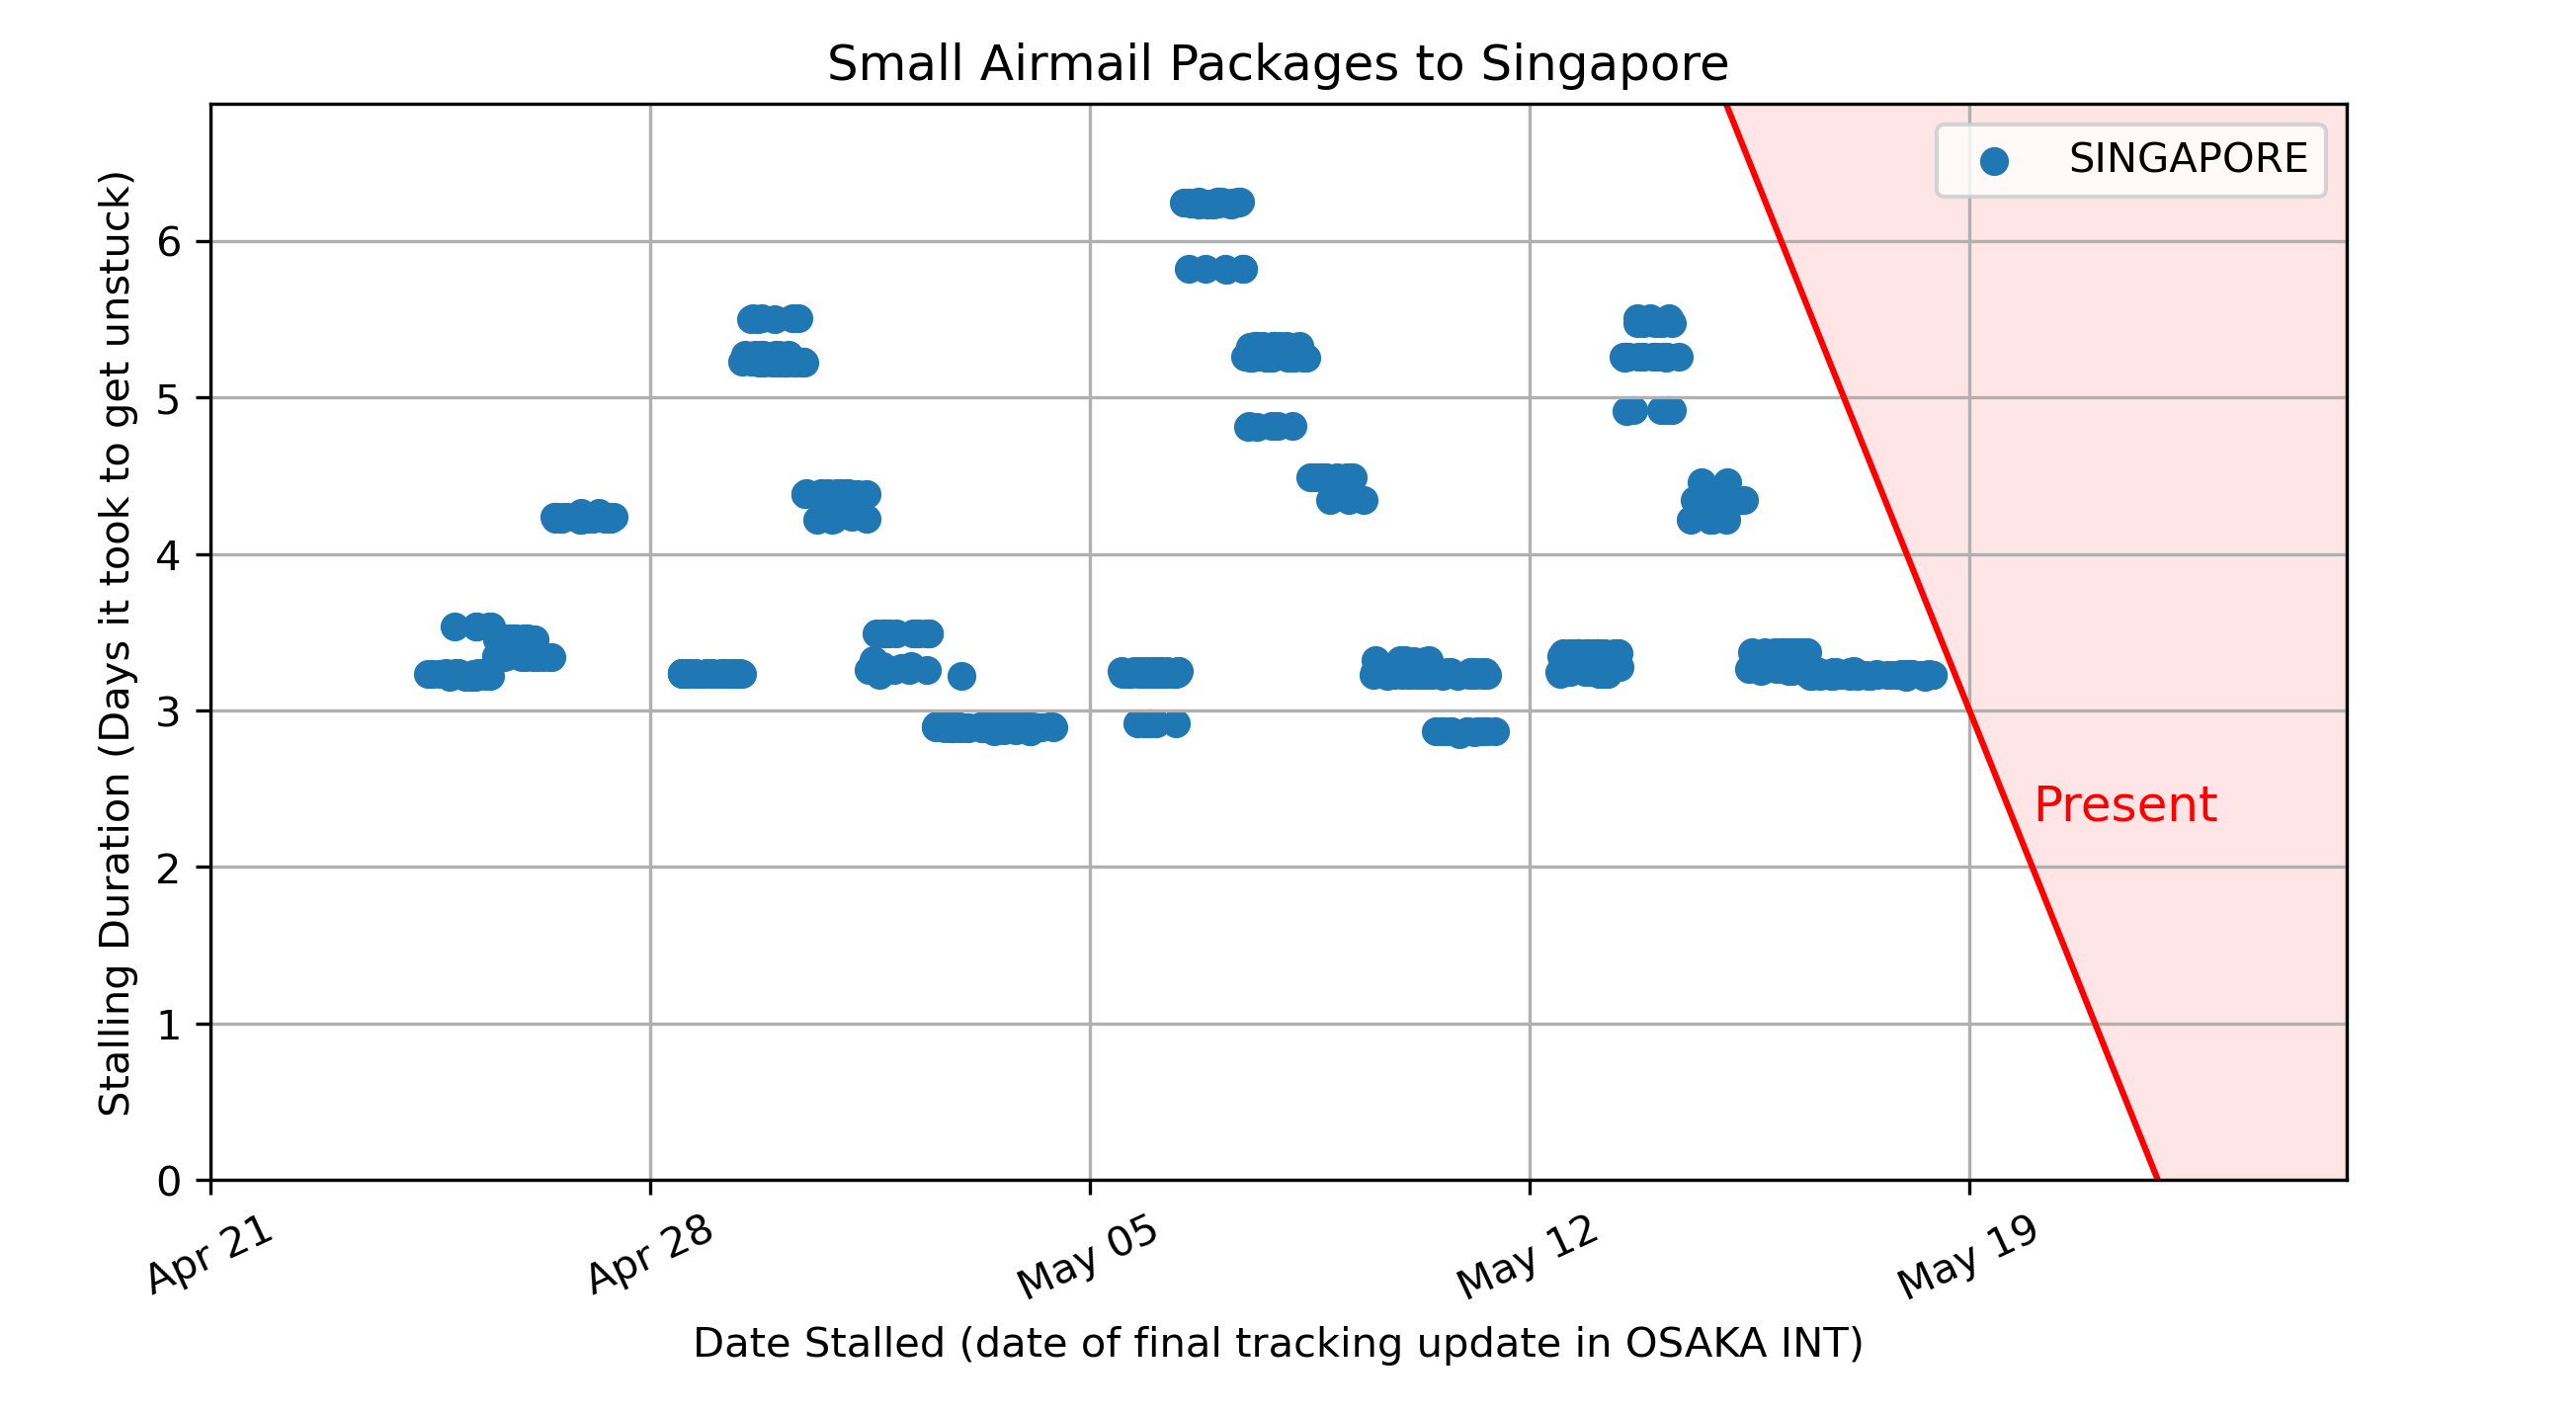 Small Airmail Packages to Singapore
Stalling Duration (Days it took to get unstuck)
6
5
4
3
2
1
0
SINGAPORE
Present
Apr 21
Apr 28
May 05
May 12
May 19
Date Stalled (date of final tracking update in OSAKA INT)